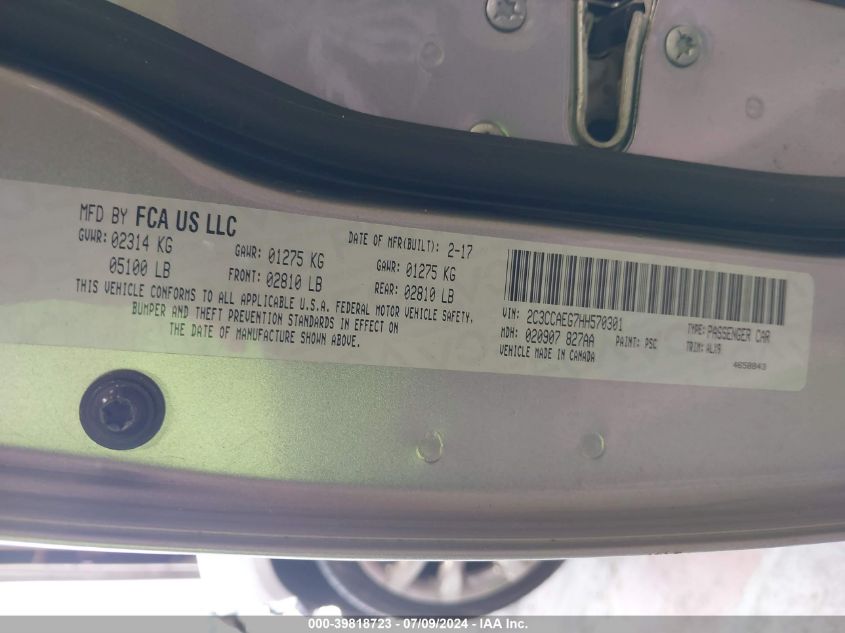 MFD BY FCA US LLC
DATE OF MFR(BUILT): 2-17
GVWR: 02314 KG
GAWR: 01275 KG
GAWR: 01275 KG
05100 LB
FRONT: 02810 LB
REAR: 02810 LB
THIS VEHICLE CONFORMS TO ALL APPLICABLE U.S.A. FEDERAL MOTOR VEHICLE SAFETY,
BUMPER AND THEFT PREVENTION STANDARDS IN EFFECT ON
THE DATE OF MANUFACTURE SHOWN ABOVE.
VIN: 2C3CCAEG7HH570301
TYPE: PASSENGER CAR
MDH: 020907 827AA
PAINT: PSC
TRIM: ALX9
VEHICLE MADE IN CANADA
4658843
000-39818723 - 07/09/2024 - IAA Inc.